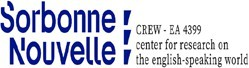 Sorbonne
Nouvelle
CREW - EA 4399
center for research on
the english-speaking world